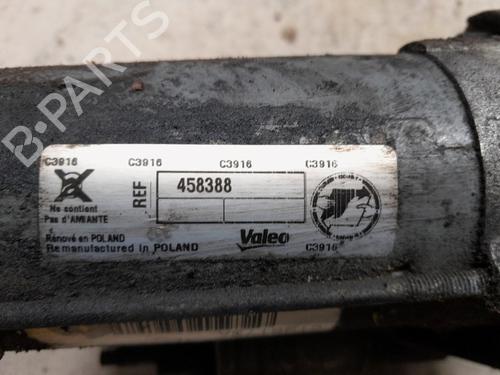 B-PARTS
C3916 C3916 C3916 C3916
REF 458388
Ne contient
Pas d'AMIANTE
Rénové en POLAND
Remanufactured in POLAND
Valeo
C3916